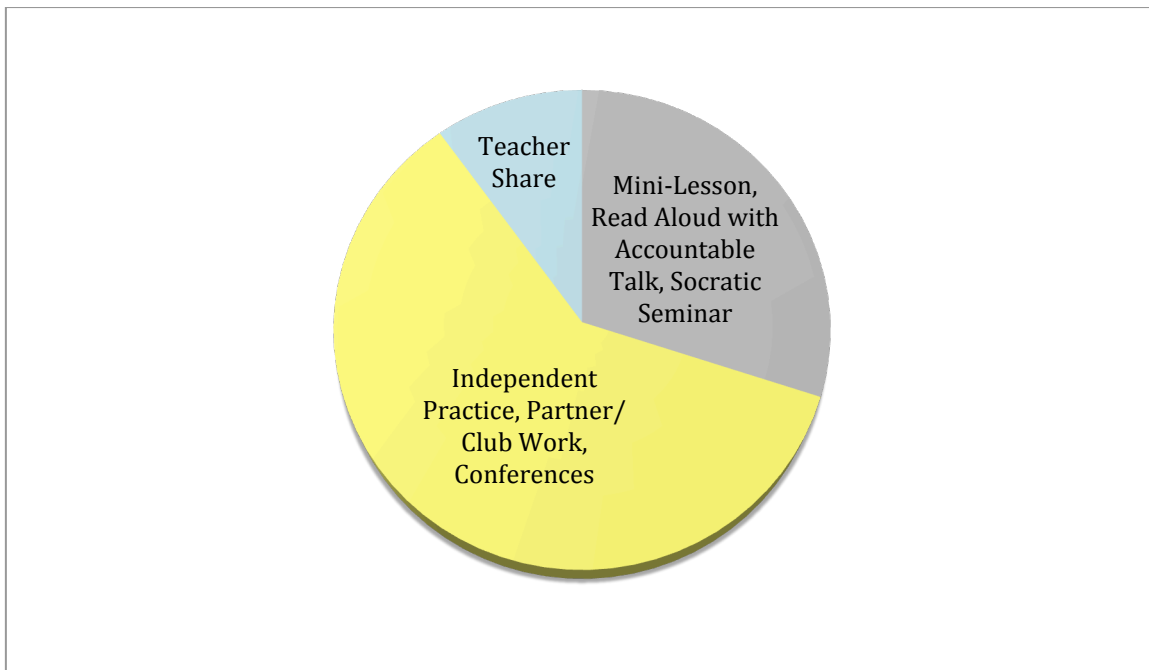 Teacher
Share
Mini-Lesson,
Read Aloud with
Accountable
Talk, Socratic
Seminar
Independent
Practice, Partner/
Club Work,
Conferences